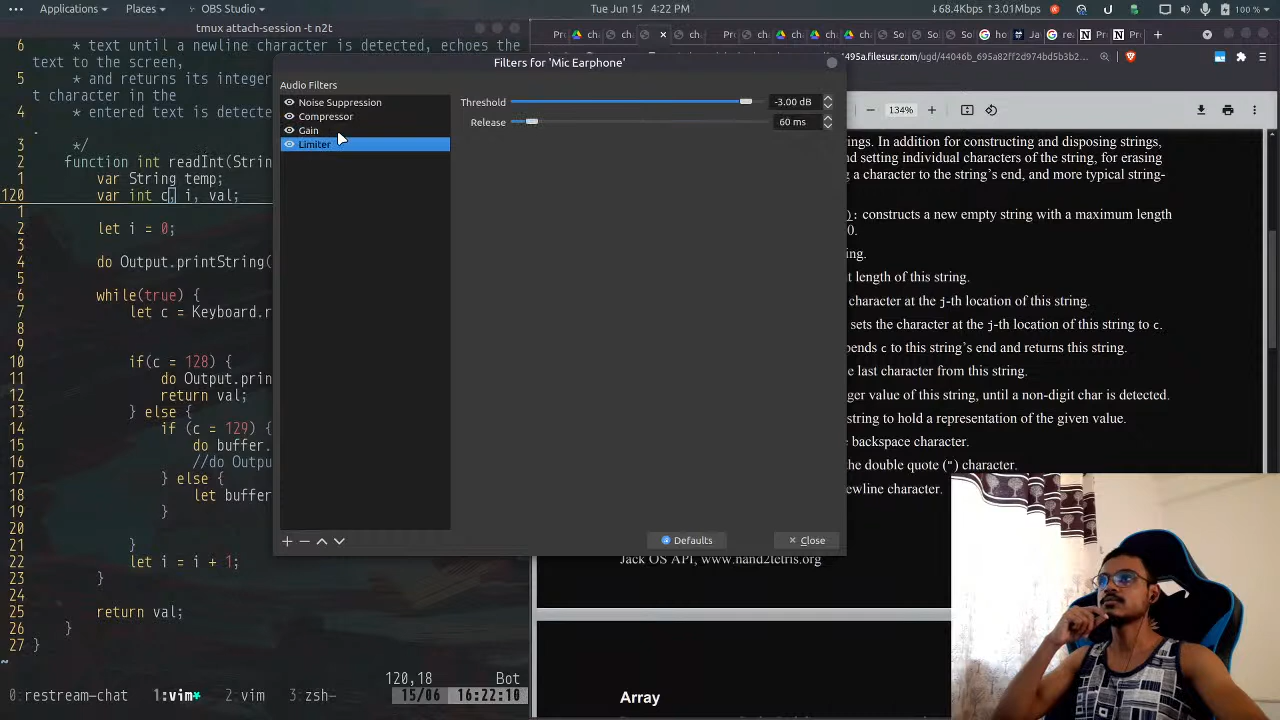 Applications
Places
OBS Studio
Tue Jun 15 4:22 PM
↓68.4Kbps ↑3.01Mbps
100 %
tmux attach-session -t n2t
6 * text until a newline character is detected, echoes the
text to the screen,
5 * and returns its integer
t character in the
4 * the text is detected
.
3 */
2 function int readInt(Strin
1 var String temp;
120 var int c, i, val;
1
2 let i = 0;
3
4 do Output.printString(
5
6 while(true) {
7 let c = Keyboard.r
8
9
10 if(c = 128) {
11 do Output.prin
12 return val;
13 } else {
14 if (c = 129) {
15 do buffer.
16 //do Outpu
17 } else {
18 let buffer
19 }
20
21 }
22 let i = i + 1;
23 }
24
25 return val;
26 }
27 }
120,18 Bot
0:restream-chat 1:vim* 2:vim 3:zsh- 15/06 16:22:10
Filters for 'Mic Earphone'
Audio Filters
Noise Suppression
Compressor
Gain
Limiter
Threshold -3.00 dB
Release 60 ms
Defaults
Close
495a.filesusr.com/ugd/44046b_695a82ff2d974bd5b3b2...
134%
ings. In addition for constructing and disposing strings,
nd setting individual characters of the string, for erasing
g a character to the string's end, and more typical string-
): constructs a new empty string with a maximum length
0.
ing.
t length of this string.
character at the j-th location of this string.
sets the character at the j-th location of this string to c.
pends c to this string's end and returns this string.
e last character from this string.
ger value of this string, until a non-digit char is detected.
string to hold a representation of the given value.
e backspace character.
he double quote (") character.
ewline character.
Jack OS API, www.nand2tetris.org
Array